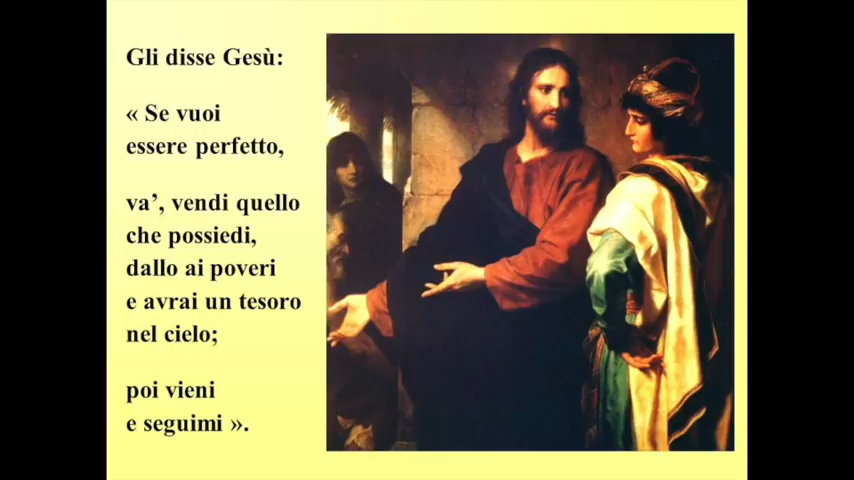 Gli disse Gesù:
« Se vuoi
essere perfetto,
va’, vendi quello
che possiedi,
dallo ai poveri
e avrai un tesoro
nel cielo;
poi vieni
e seguimi ».